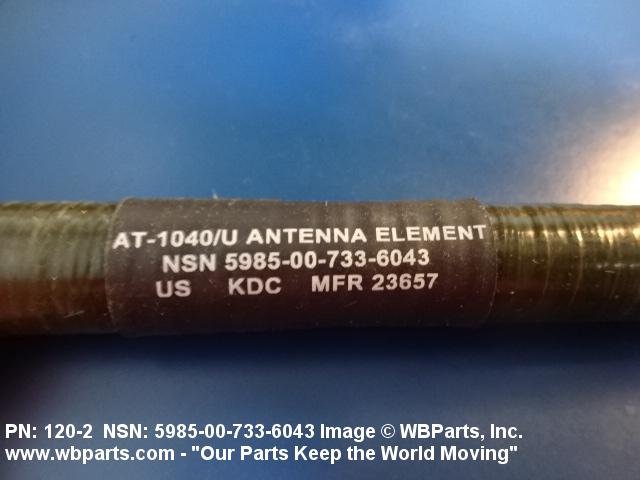 AT-1040/U ANTENNA ELEMENT
NSN 5985-00-733-6043
US KDC MFR 23657
PN: 120-2 NSN: 5985-00-733-6043 Image © WBParts, Inc.
www.wbparts.com - "Our Parts Keep the World Moving"